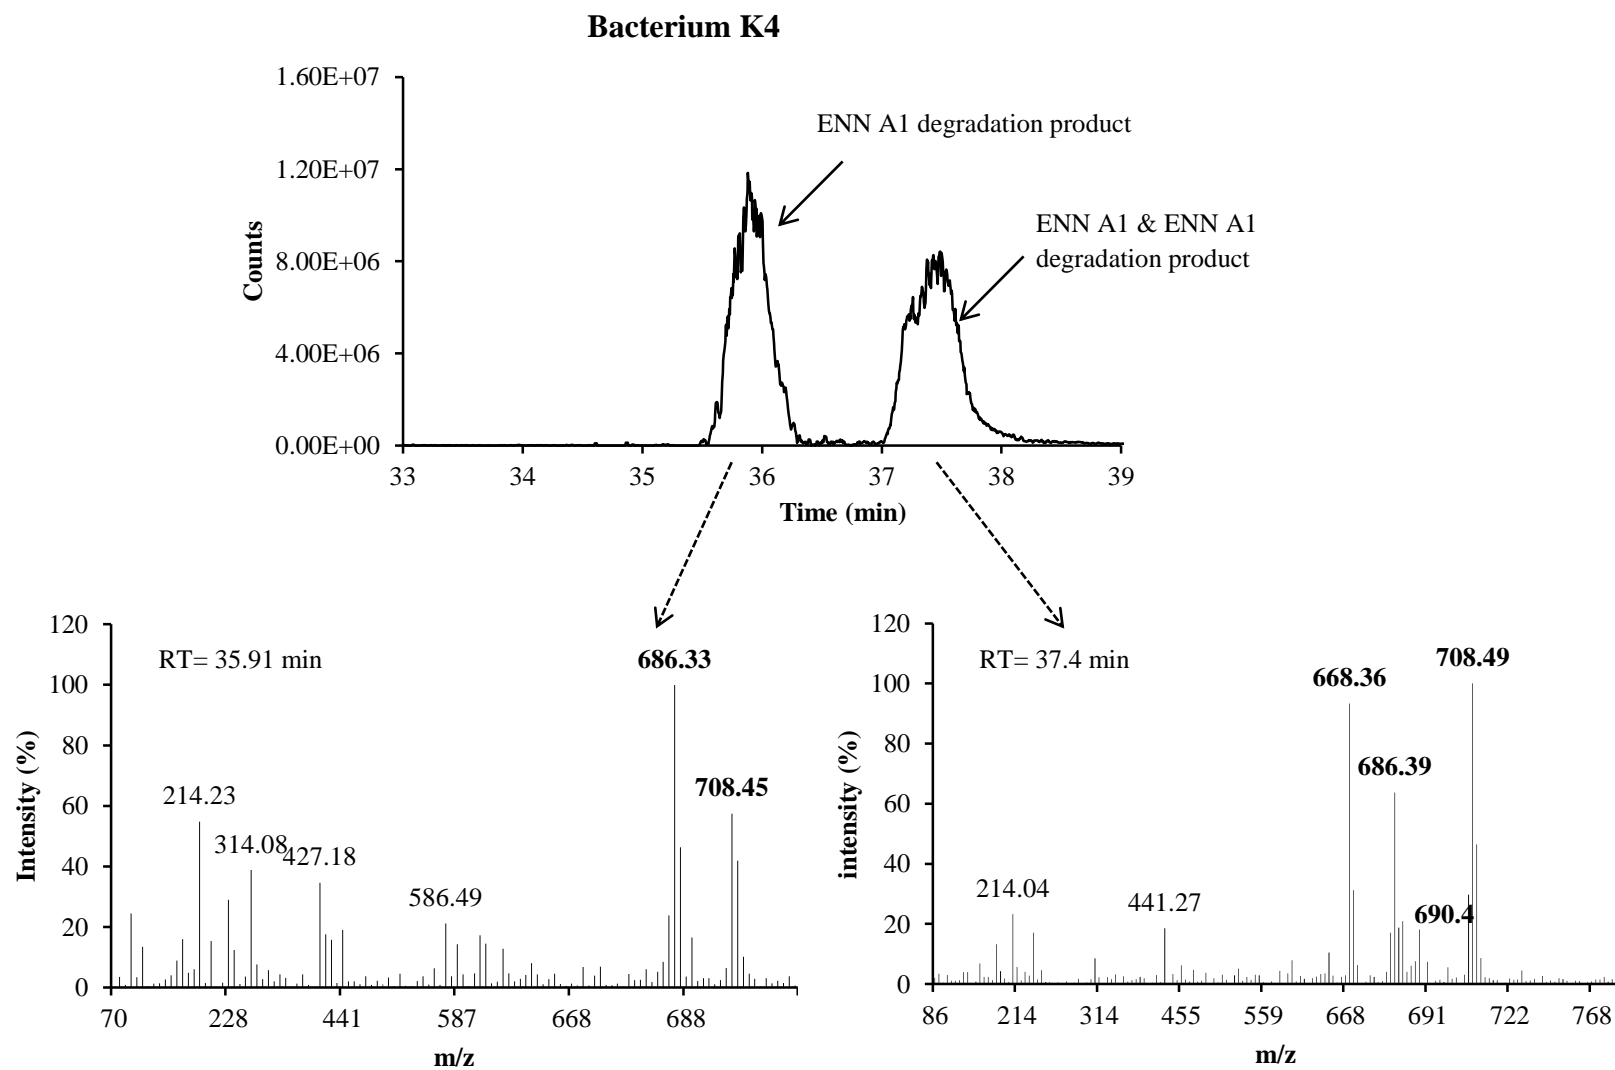 Bacterium K4
1.60E+07
1.20E+07
8.00E+06
4.00E+06
0.00E+00
Counts
ENN A1 degradation product
ENN A1 & ENN A1
degradation product
33 34 35 36 37 38 39
Time (min)
120
100
80
60
40
20
0
Intensity (%)
RT= 35.91 min
686.33
708.45
214.23
314.08
427.18
586.49
70 228 441 587 668 688
m/z
120
100
80
60
40
20
0
intensity (%)
RT= 37.4 min
708.49
668.36
686.39
690.4
214.04
441.27
86 214 314 455 559 668 691 722 768
m/z